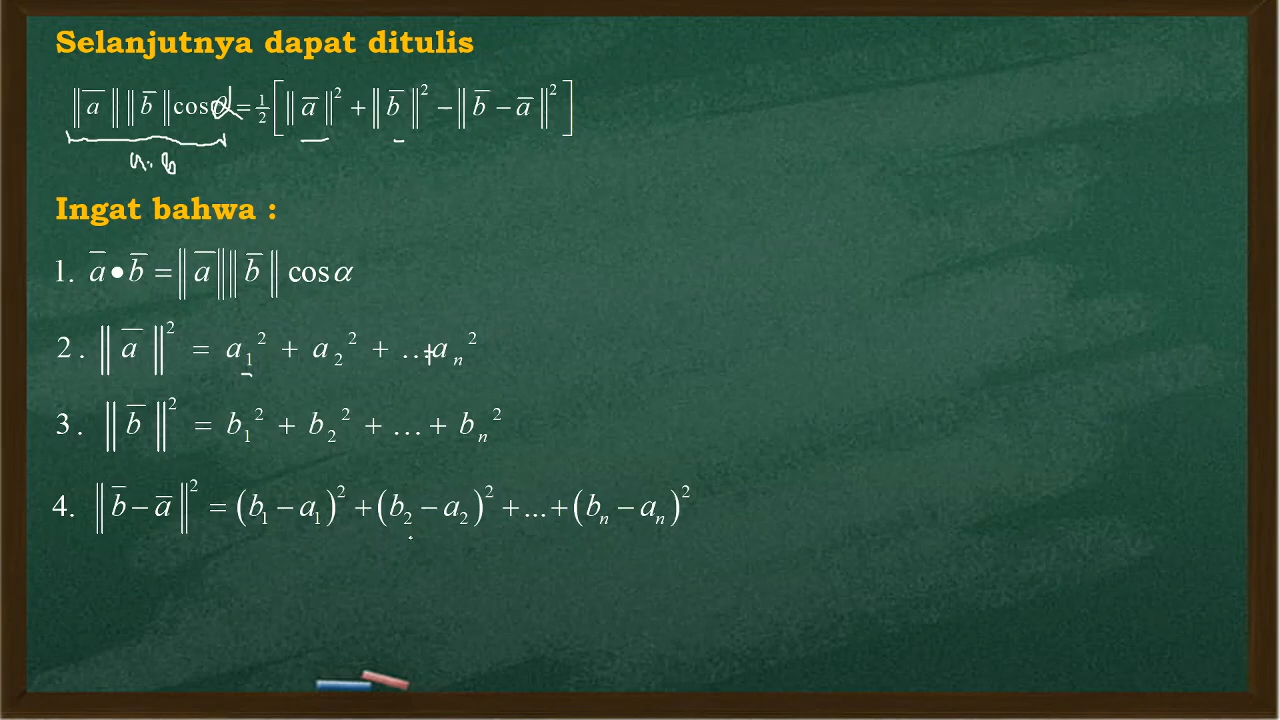 Selanjutnya dapat ditulis
‖a̅‖ ‖b̅‖ cos α = ½ [ ‖a̅‖² + ‖b̅‖² − ‖b̅ − a̅‖² ]
a · b
Ingat bahwa :
1. a̅ • b̅ = ‖a̅‖‖b̅‖ cos α
2. ‖a̅‖² = a₁² + a₂² + ...+aₙ²
3. ‖b̅‖² = b₁² + b₂² + ... + bₙ²
4. ‖b̅ − a̅‖² = (b₁ − a₁)² + (b₂ − a₂)² + ... + (bₙ − aₙ)²